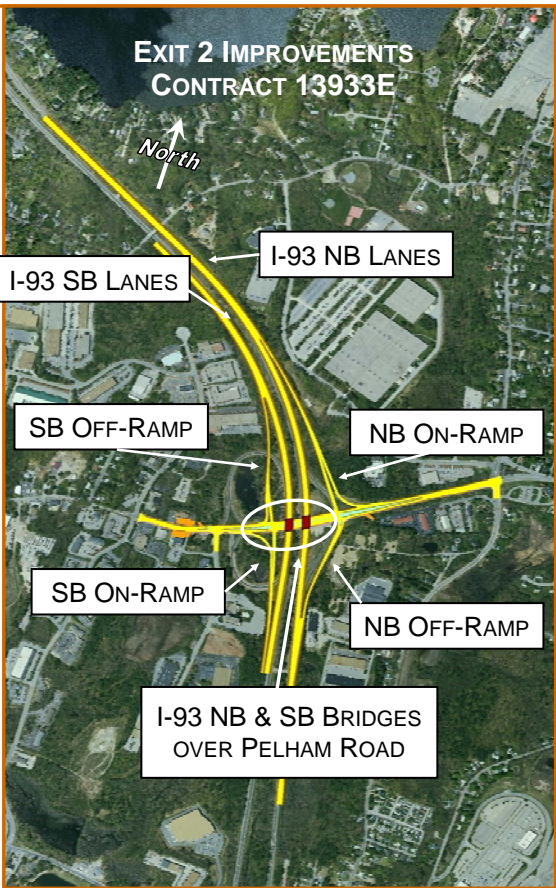 EXIT 2 IMPROVEMENTS
CONTRACT 13933E
North
I-93 NB LANES
I-93 SB LANES
SB OFF-RAMP
NB ON-RAMP
SB ON-RAMP
NB OFF-RAMP
I-93 NB & SB BRIDGES
OVER PELHAM ROAD